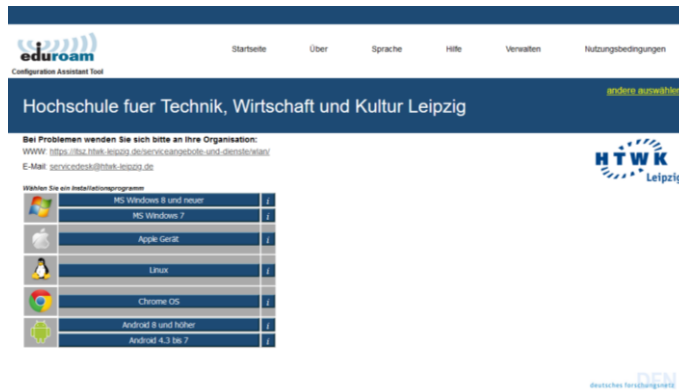 eduroam
Configuration Assistant Tool
Startseite Über Sprache Hilfe Verwalten Nutzungsbedingungen
andere auswählen
Hochschule fuer Technik, Wirtschaft und Kultur Leipzig
Bei Problemen wenden Sie sich bitte an Ihre Organisation:
WWW: https://itsz.htwk-leipzig.de/serviceangebote-und-dienste/wlan/
E-Mail: servicedesk@htwk-leipzig.de
HTWK
Leipzig
Wählen Sie ein Installationsprogramm
MS Windows 8 und neuer i
MS Windows 7 i
Apple Gerät i
Linux i
Chrome OS i
Android 8 und höher i
Android 4.3 bis 7 i
DFN
deutsches forschungsnetz